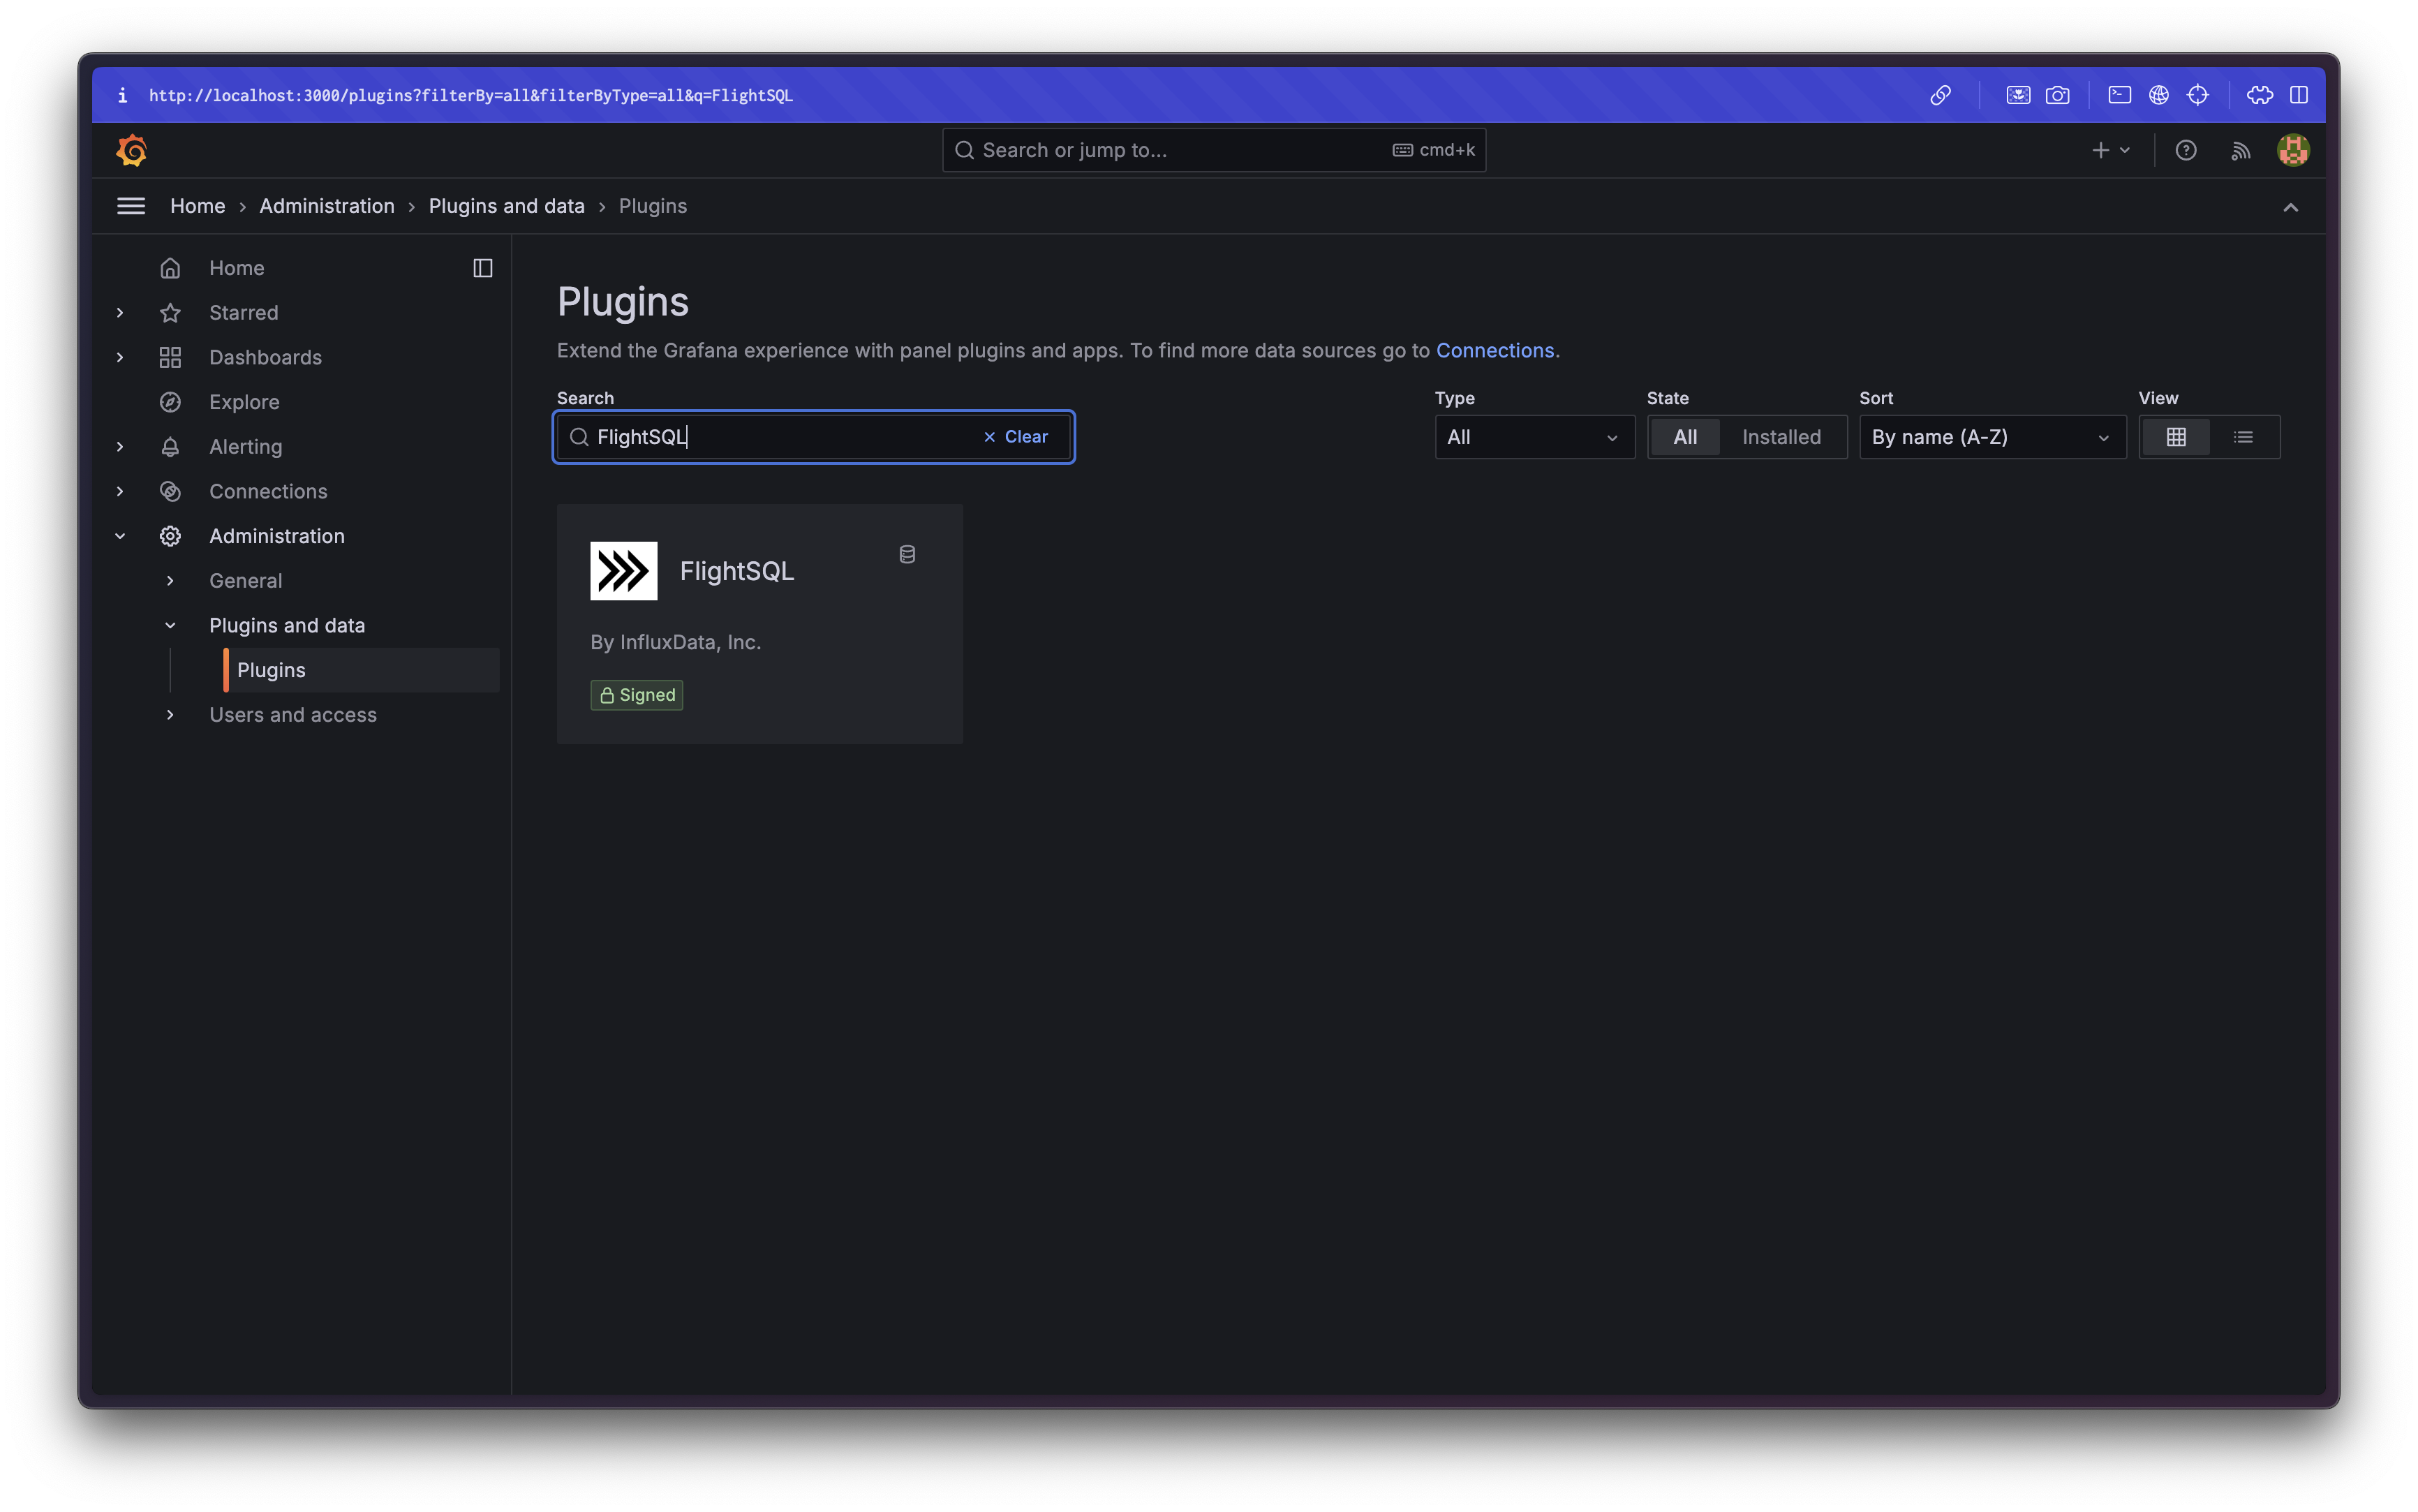 http://localhost:3000/plugins?filterBy=all&filterByType=all&q=FlightSQL
Search or jump to...
cmd+k
Home › Administration › Plugins and data › Plugins
Home
Starred
Dashboards
Explore
Alerting
Connections
Administration
General
Plugins and data
Plugins
Users and access
Plugins
Extend the Grafana experience with panel plugins and apps. To find more data sources go to Connections.
Search
FlightSQL
Clear
Type
All
State
All
Installed
Sort
By name (A-Z)
View
FlightSQL
By InfluxData, Inc.
Signed